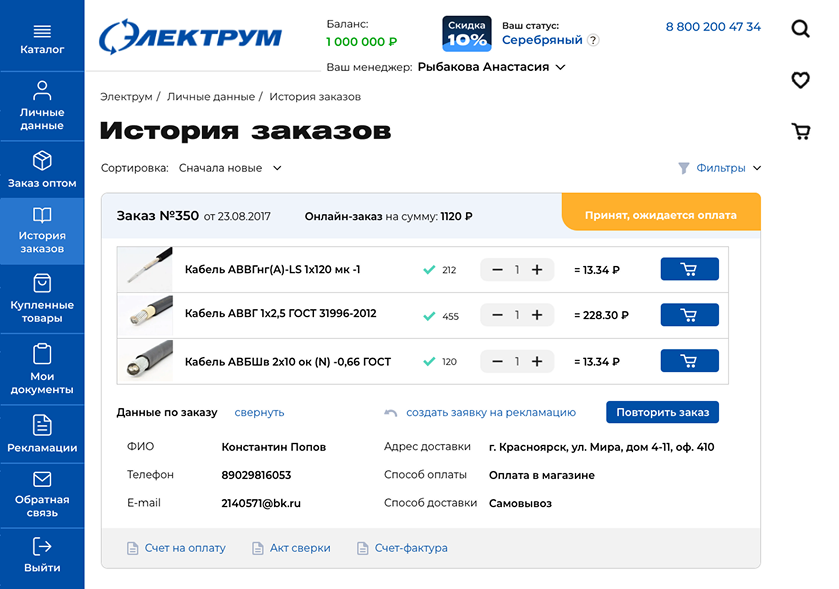 Каталог
Личные
данные
Заказ оптом
История
заказов
Купленные
товары
Мои
документы
Рекламации
Обратная
связь
Выйти
ЭЛЕКТРУМ
Баланс:
1 000 000 ₽
Скидка
10%
Ваш статус:
Серебряный ?
8 800 200 47 34
Ваш менеджер: Рыбакова Анастасия
Электрум / Личные данные / История заказов
История заказов
Сортировка: Сначала новые
Фильтры
Заказ №350 от 23.08.2017 Онлайн-заказ на сумму: 1120 ₽
Принят, ожидается оплата
Кабель АВВГнг(А)-LS 1х120 мк -1 212 − 1 + = 13.34 ₽
Кабель АВВГ 1х2,5 ГОСТ 31996-2012 455 − 1 + = 228.30 ₽
Кабель АВБШв 2х10 ок (N) -0,66 ГОСТ 120 − 1 + = 13.34 ₽
Данные по заказу свернуть создать заявку на рекламацию Повторить заказ
ФИО Константин Попов Адрес доставки г. Красноярск, ул. Мира, дом 4-11, оф. 410
Телефон 89029816053 Способ оплаты Оплата в магазине
E-mail 2140571@bk.ru Способ доставки Самовывоз
Счет на оплату Акт сверки Счет-фактура